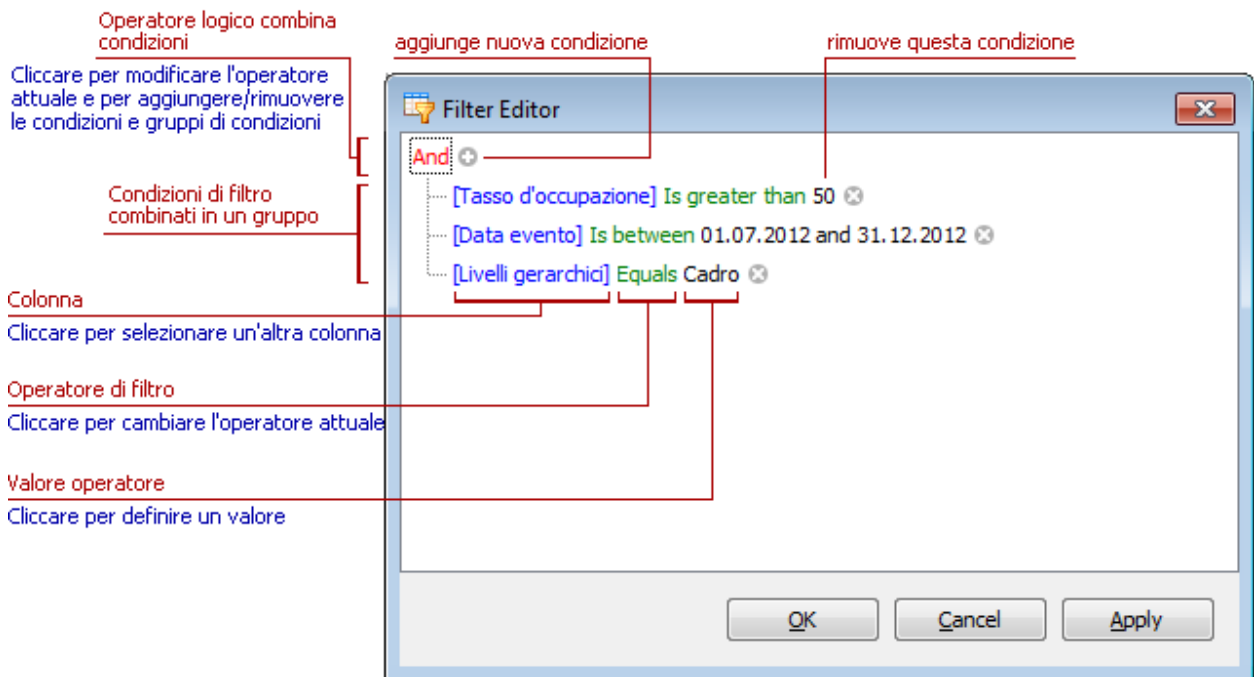 Operatore logico combina
condizioni
aggiunge nuova condizione
rimuove questa condizione
Cliccare per modificare l'operatore
attuale e per aggiungere/rimuovere
le condizioni e gruppi di condizioni
Filter Editor
And
Condizioni di filtro
combinati in un gruppo
[Tasso d'occupazione] Is greater than 50
[Data evento] Is between 01.07.2012 and 31.12.2012
[Livelli gerarchici] Equals Cadro
Colonna
Cliccare per selezionare un'altra colonna
Operatore di filtro
Cliccare per cambiare l'operatore attuale
Valore operatore
Cliccare per definire un valore
OK
Cancel
Apply